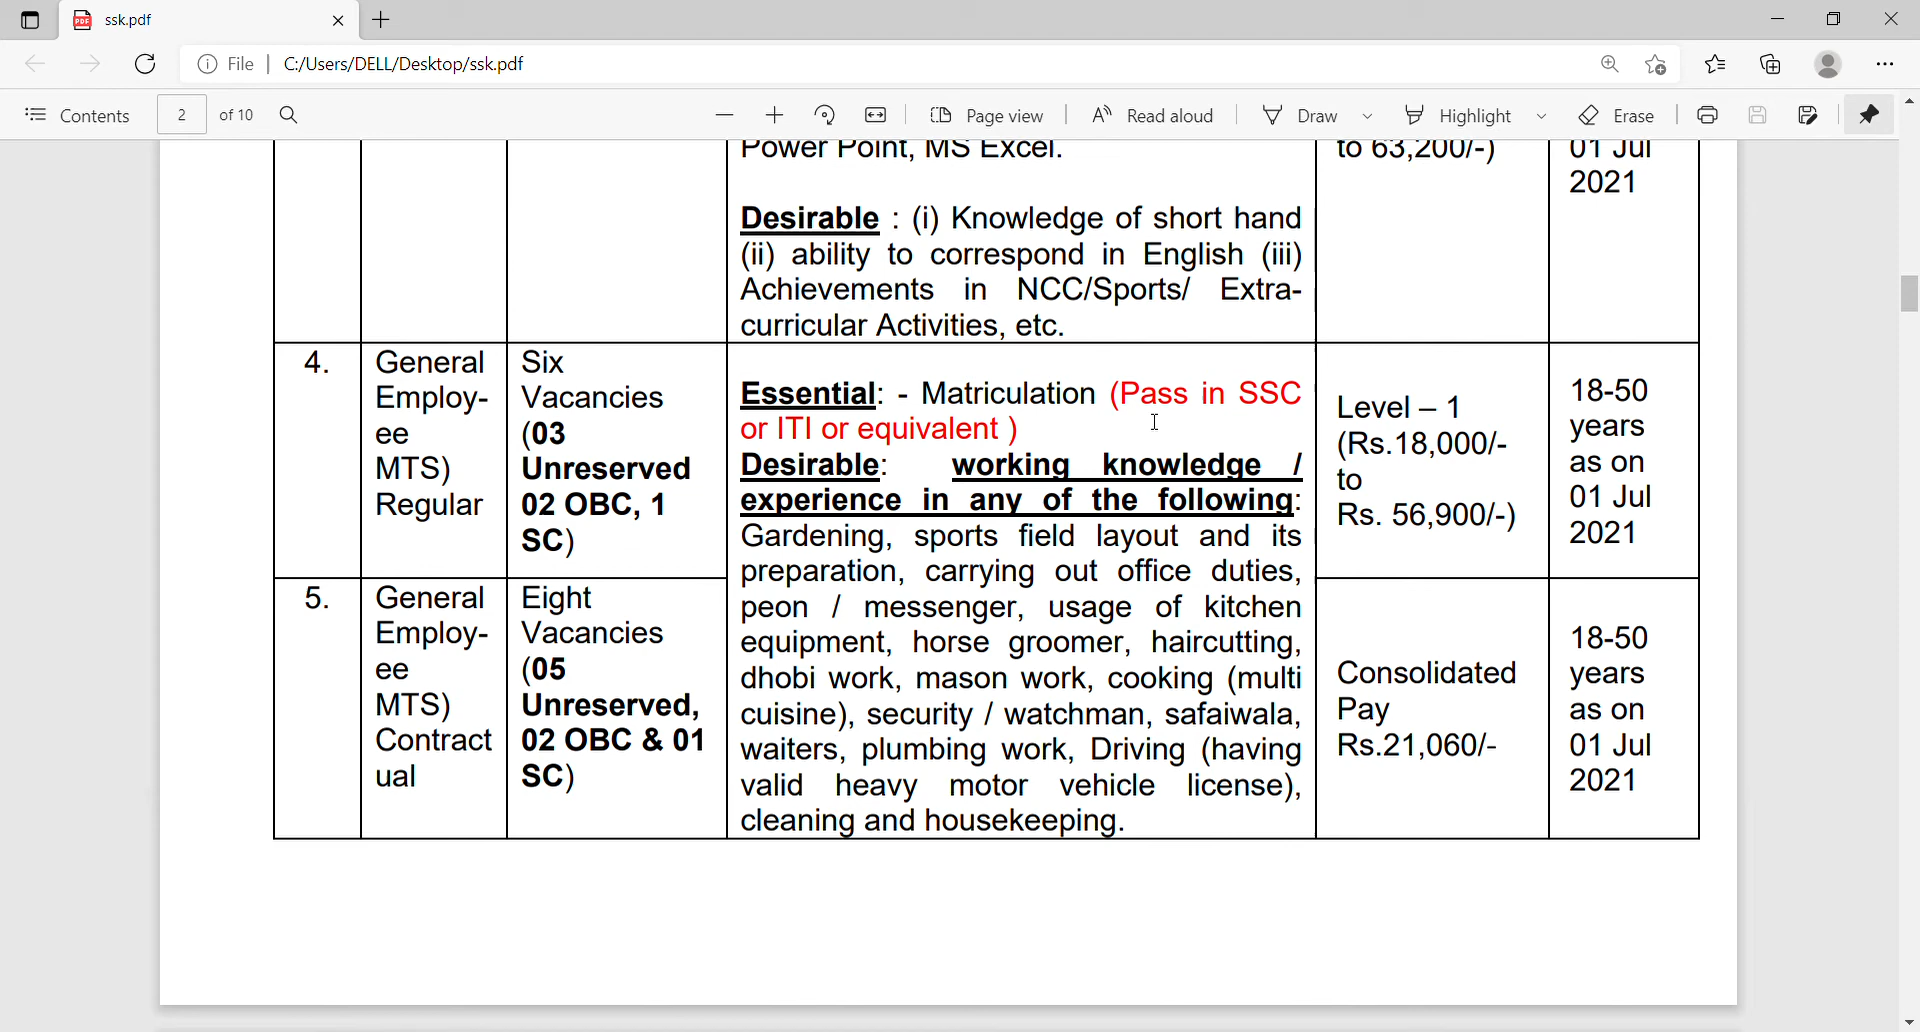 ssk.pdf
File C:/Users/DELL/Desktop/ssk.pdf
Contents 2 of 10 Page view Read aloud Draw Highlight Erase
Power Point, MS Excel.
Desirable : (i) Knowledge of short hand
(ii) ability to correspond in English (iii)
Achievements in NCC/Sports/ Extra-
curricular Activities, etc.
to 63,200/-)
01 Jul
2021
4.
General
Employ-
ee
MTS)
Regular
Six
Vacancies
(03
Unreserved
02 OBC, 1
SC)
Essential: - Matriculation (Pass in SSC
or ITI or equivalent )
Desirable: working knowledge /
experience in any of the following:
Gardening, sports field layout and its
preparation, carrying out office duties,
peon / messenger, usage of kitchen
equipment, horse groomer, haircutting,
dhobi work, mason work, cooking (multi
cuisine), security / watchman, safaiwala,
waiters, plumbing work, Driving (having
valid heavy motor vehicle license),
cleaning and housekeeping.
Level – 1
(Rs.18,000/-
to
Rs. 56,900/-)
18-50
years
as on
01 Jul
2021
5.
General
Employ-
ee
MTS)
Contract
ual
Eight
Vacancies
(05
Unreserved,
02 OBC & 01
SC)
Consolidated
Pay
Rs.21,060/-
18-50
years
as on
01 Jul
2021